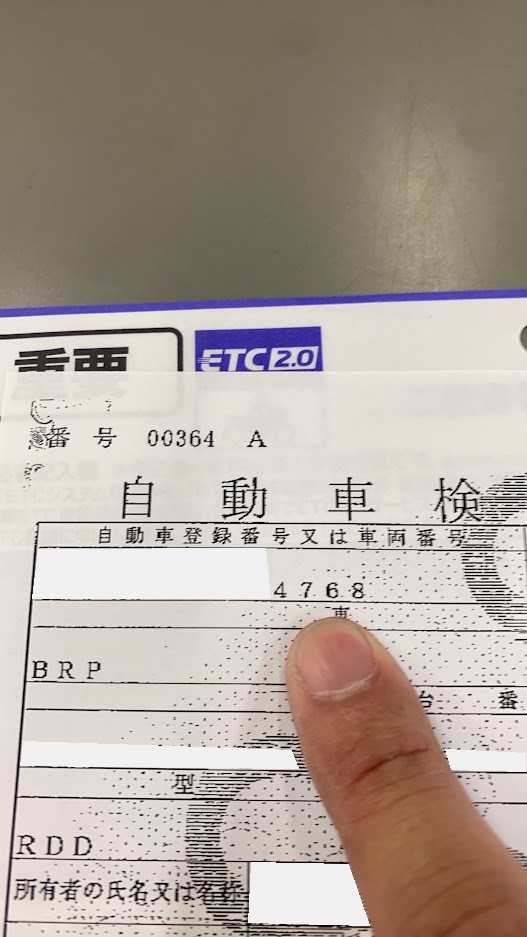 重要
ETC 2.0
番号 00364 A
自動車検
自動車登録番号又は車両番号
4768
車
BRP
台番
型
RDD
所有者の氏名又は名称